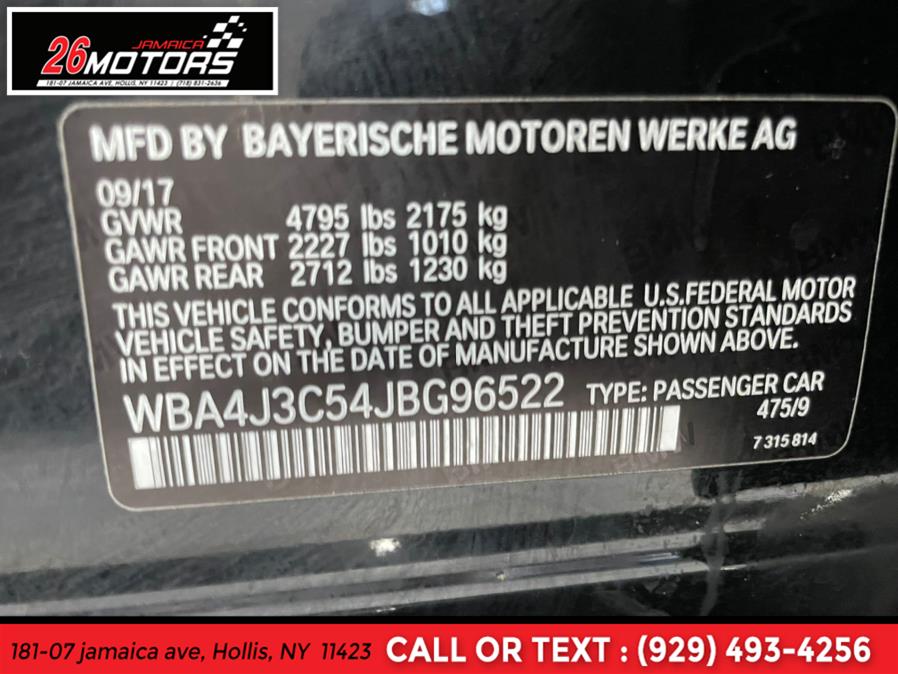 JAMAICA
26 MOTORS
181-07 JAMAICA AVE, HOLLIS, NY 11423 | (718) 831-2636
MFD BY BAYERISCHE MOTOREN WERKE AG
09/17
GVWR 4795 lbs 2175 kg
GAWR FRONT 2227 lbs 1010 kg
GAWR REAR 2712 lbs 1230 kg
THIS VEHICLE CONFORMS TO ALL APPLICABLE U.S.FEDERAL MOTOR
VEHICLE SAFETY, BUMPER AND THEFT PREVENTION STANDARDS
IN EFFECT ON THE DATE OF MANUFACTURE SHOWN ABOVE.
WBA4J3C54JBG96522 TYPE: PASSENGER CAR
475/9
7 315 814
181-07 jamaica ave, Hollis, NY 11423 CALL OR TEXT : (929) 493-4256